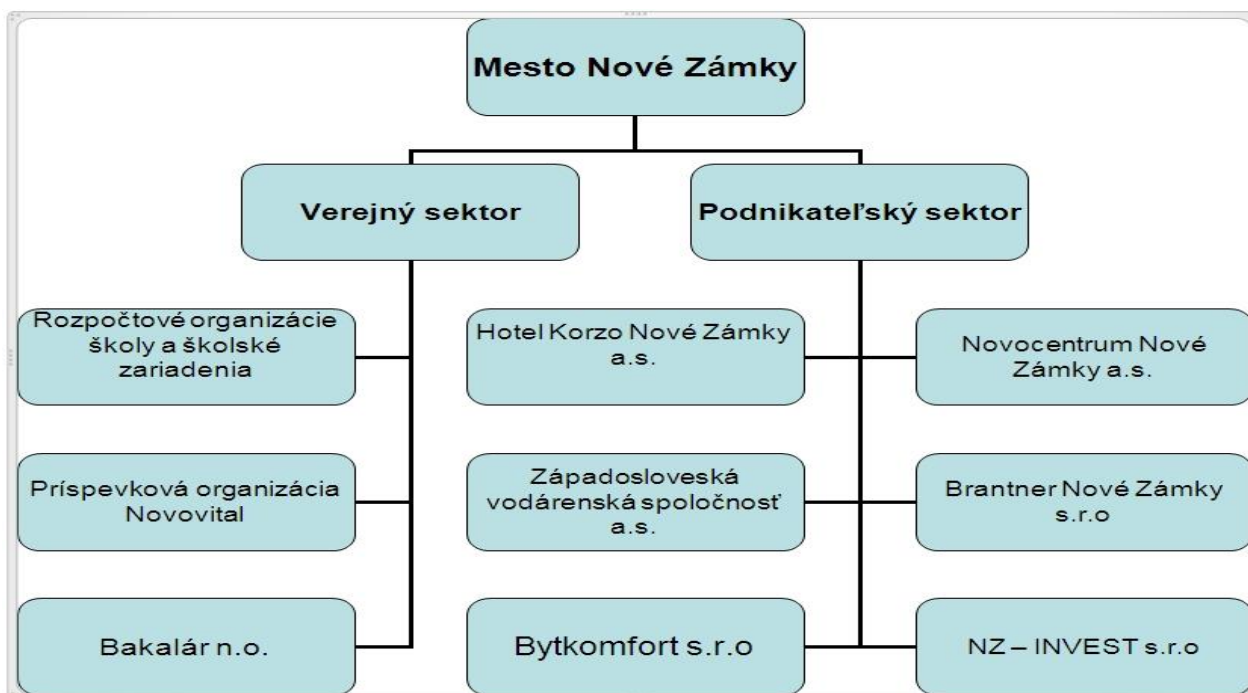 Mesto Nové Zámky
Verejný sektor
Podnikateľský sektor
Rozpočtové organizácie
školy a školské
zariadenia
Hotel Korzo Nové Zámky
a.s.
Novocentrum Nové
Zámky a.s.
Príspevková organizácia
Novovital
Západosloveská
vodárenská spoločnosť
a.s.
Brantner Nové Zámky
s.r.o
Bakalár n.o.
Bytkomfort s.r.o
NZ – INVEST s.r.o